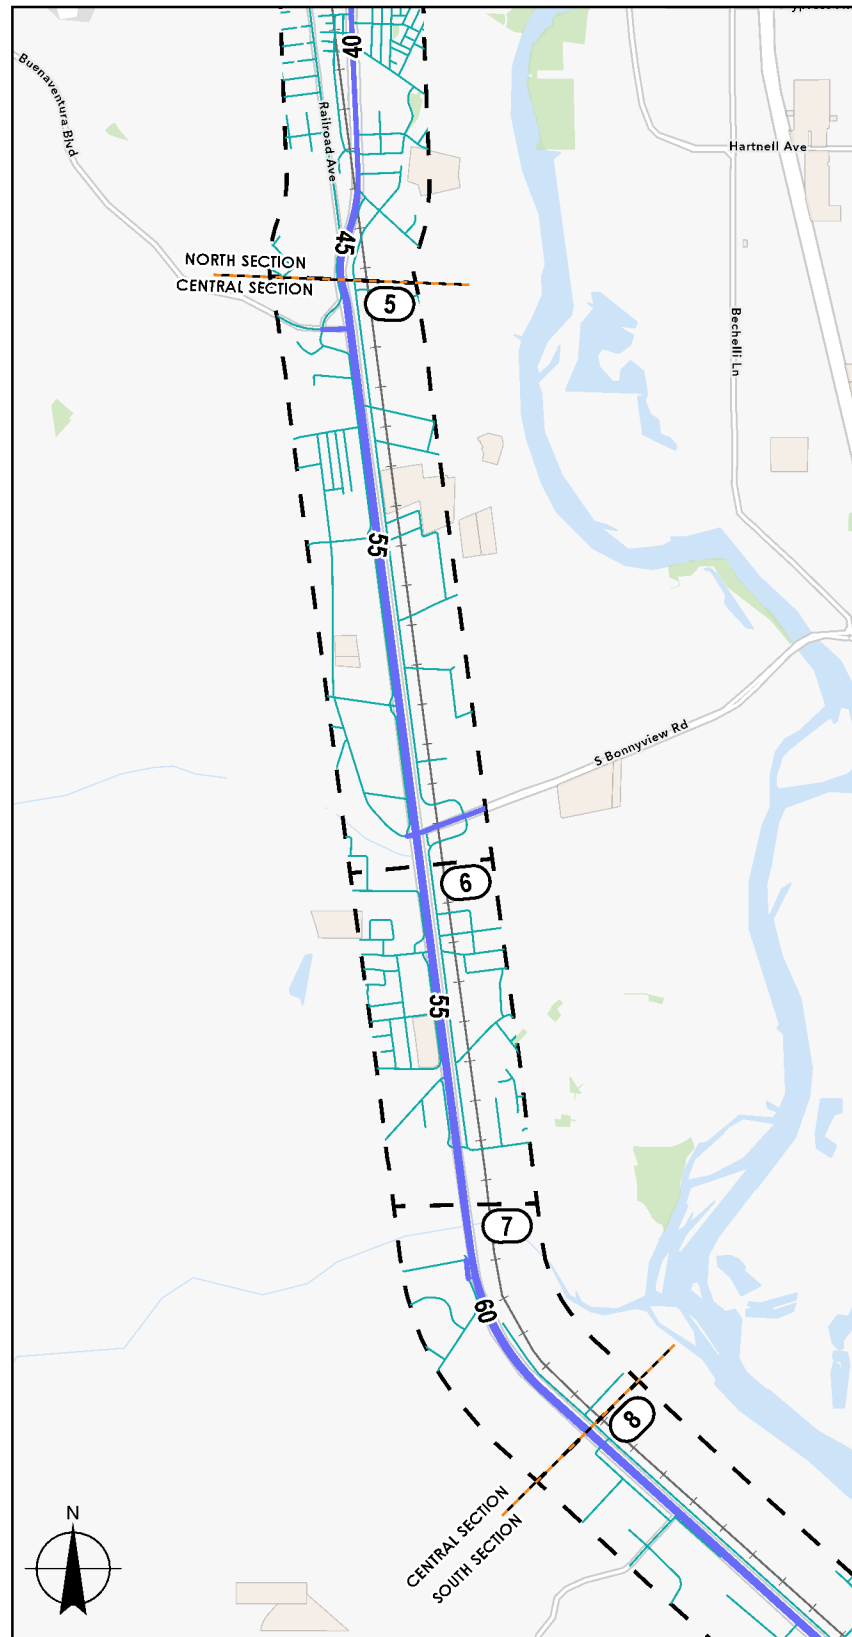 40
Buenaventura Blvd
Railroad Ave
Hartnell Ave
45
NORTH SECTION
CENTRAL SECTION
5
Bechelli Ln
55
S Bonnyview Rd
6
55
7
60
8
CENTRAL SECTION
SOUTH SECTION
N